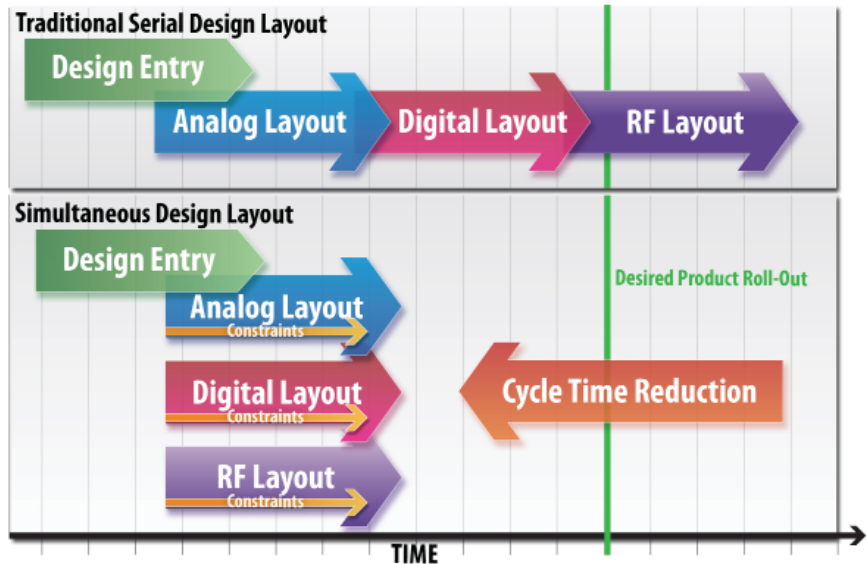 Traditional Serial Design Layout
Design Entry
Analog Layout
Digital Layout
RF Layout
Simultaneous Design Layout
Design Entry
Analog Layout
Constraints
Desired Product Roll-Out
Digital Layout
Constraints
Cycle Time Reduction
RF Layout
Constraints
TIME